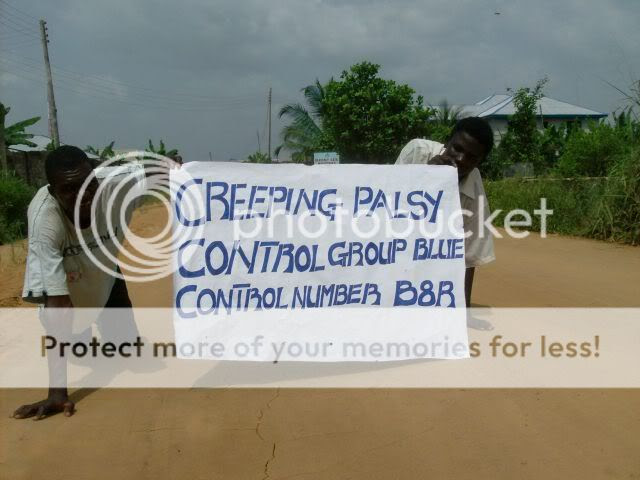 CREEPING PALSY
CONTROL GROUP BLUE
CONTROL NUMBER B8R
photobucket
Protect more of your memories for less!